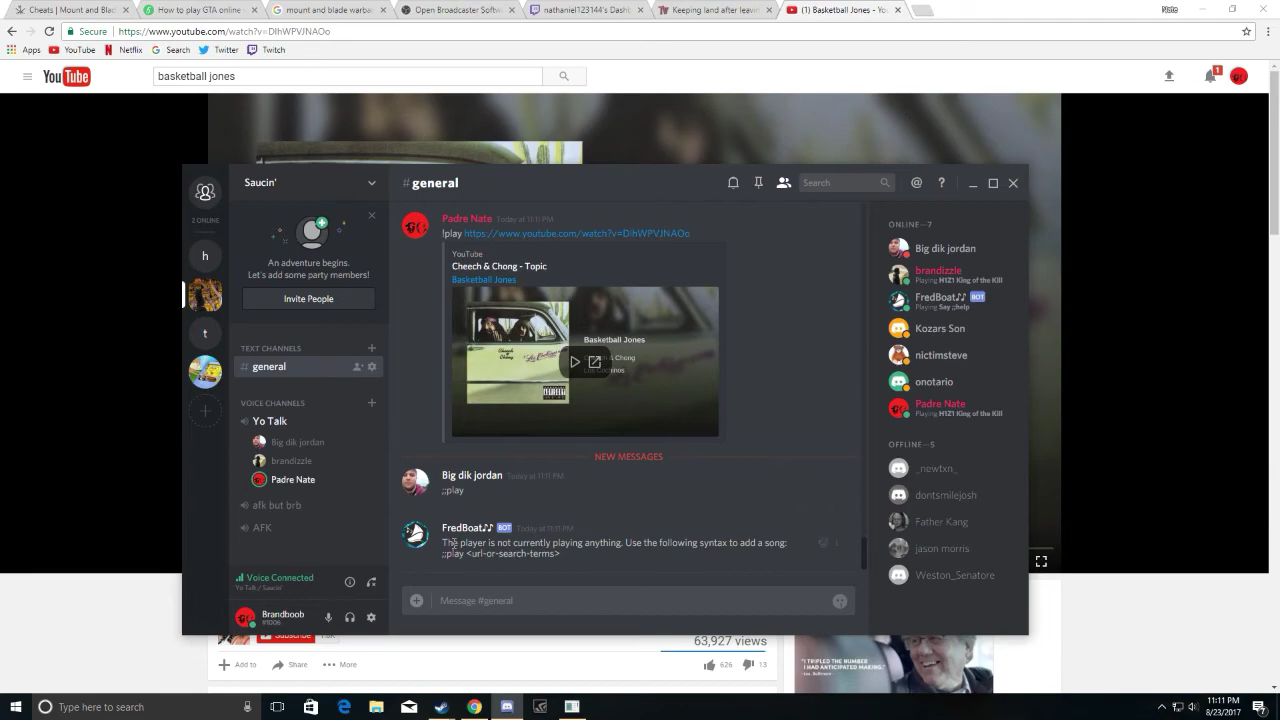 Cheats | Mount and Blad
How to play GTA online
mount and blade warba
Open Broadcaster Softw
nathaniel123144's Dashb
Keeping land after leavin
(1) Basketball Jones - Yo
Secure
https://www.youtube.com/watch?v=DIhWPVJNAOo
Apps
YouTube
Netflix
Search
Twitter
Twitch
YouTube
basketball jones
1
Saucin'
#general
Search
@
?
2 ONLINE
h
t
An adventure begins.
Let's add some party members!
Invite People
TEXT CHANNELS
# general
VOICE CHANNELS
Yo Talk
Big dik jordan
brandizzle
Padre Nate
afk but brb
AFK
Voice Connected
Yo Talk / Saucin'
Brandboob
#1006
Padre Nate Today at 11:11 PM
!play https://www.youtube.com/watch?v=DIhWPVJNAOo
YouTube
Cheech & Chong - Topic
Basketball Jones
Basketball Jones
Cheech & Chong
Los Cochinos
NEW MESSAGES
Big dik jordan Today at 11:11 PM
;;play
FredBoat♪♪ BOT Today at 11:11 PM
The player is not currently playing anything. Use the following syntax to add a song:
;;play <url-or-search-terms>
Message #general
ONLINE—7
Big dik jordan
brandizzle
Playing H1Z1 King of the Kill
FredBoat♪♪ BOT
Playing Say ;;help
Kozars Son
nictimsteve
onotario
Padre Nate
Playing H1Z1 King of the Kill
OFFLINE—5
_newtxn_
dontsmilejosh
Father Kang
jason morris
Weston_Senatore
Subscribe
63,927 views
Add to
Share
More
626
13
"I TRIPLED THE NUMBER
I HAD ANTICIPATED MAKING."
Type here to search
11:11 PM
8/23/2017